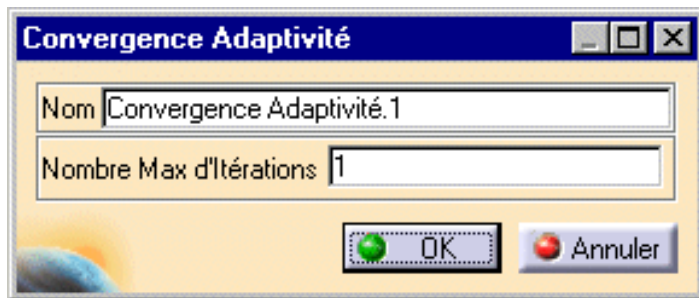 Convergence Adaptivité
Nom Convergence Adaptivité.1
Nombre Max d'Itérations 1
OK Annuler